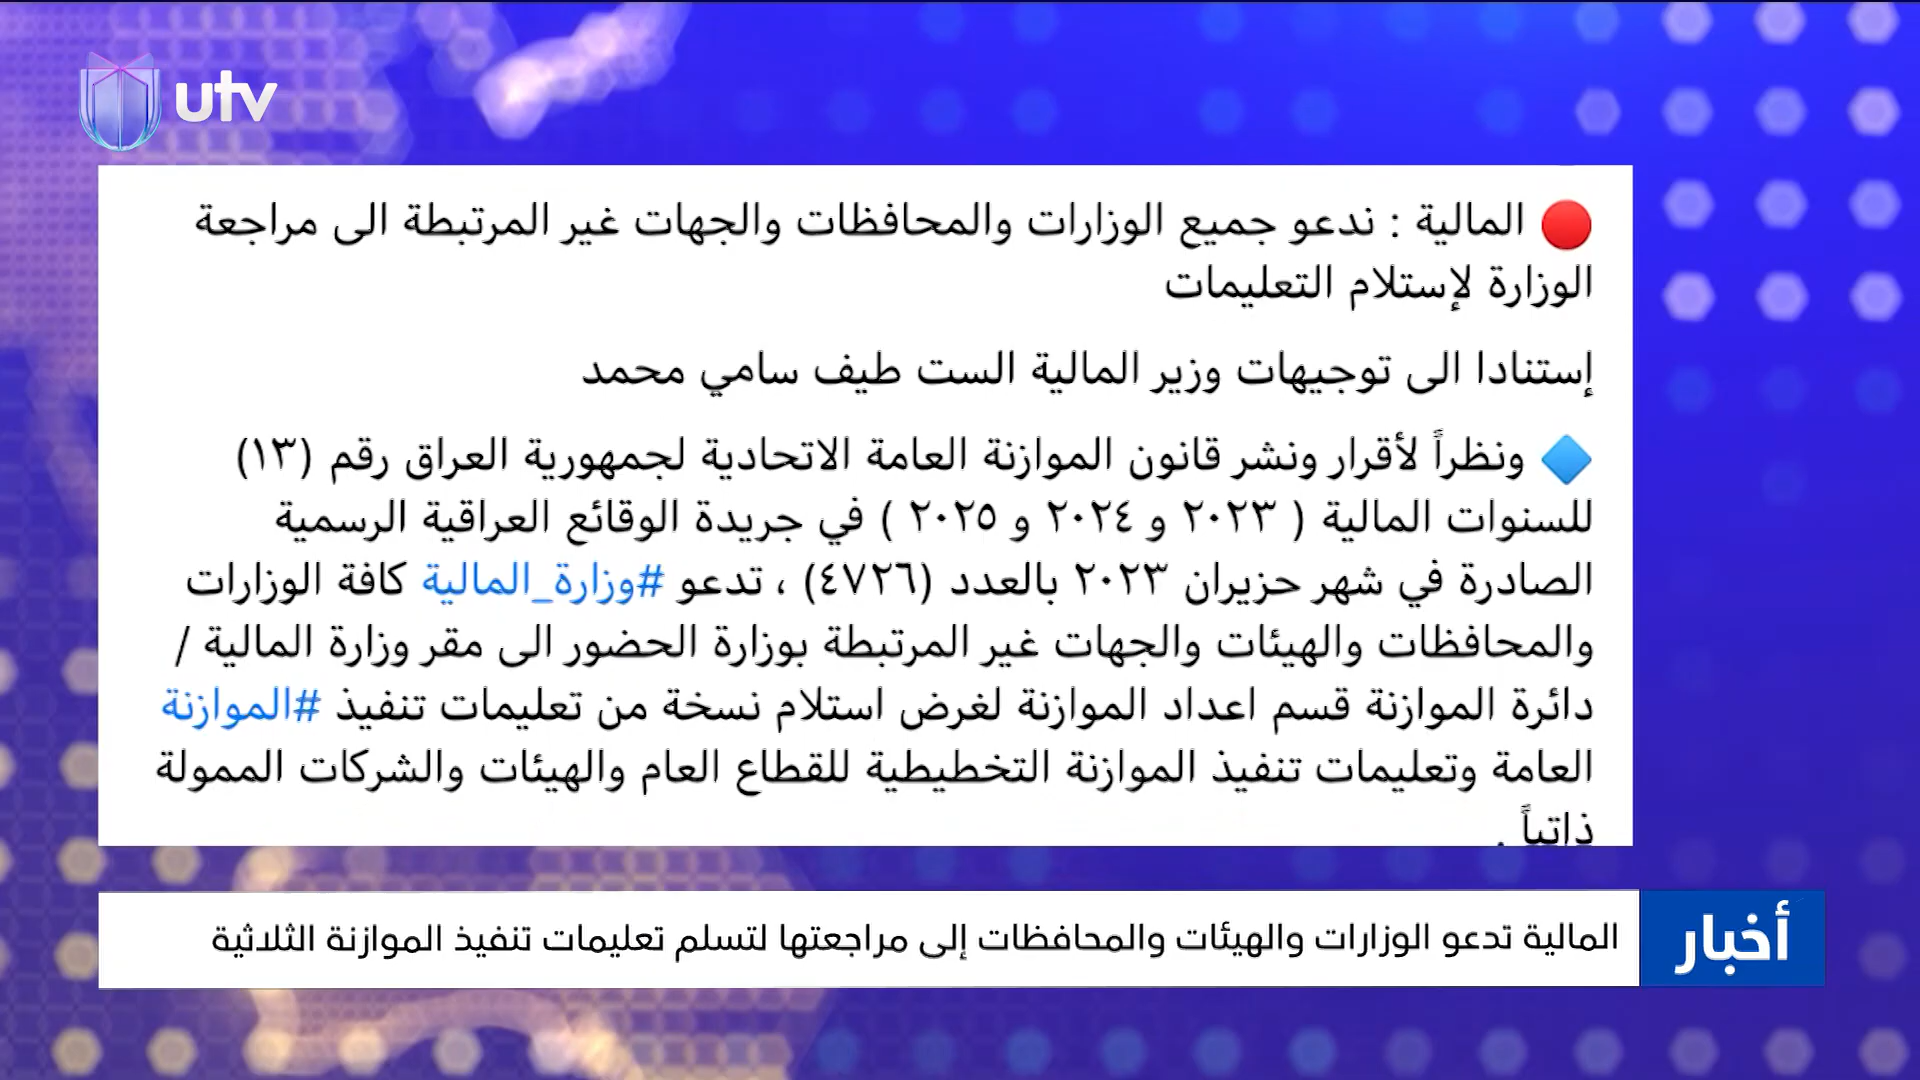 utv
المالية : ندعو جميع الوزارات والمحافظات والجهات غير المرتبطة الى مراجعة
الوزارة لإستلام التعليمات
إستنادا الى توجيهات وزير المالية الست طيف سامي محمد
ونظراً لأقرار ونشر قانون الموازنة العامة الاتحادية لجمهورية العراق رقم (١٣)
للسنوات المالية ( ٢٠٢٣ و ٢٠٢٤ و ٢٠٢٥ ) في جريدة الوقائع العراقية الرسمية
الصادرة في شهر حزيران ٢٠٢٣ بالعدد (٤٧٢٦) ، تدعو #وزارة_المالية كافة الوزارات
والمحافظات والهيئات والجهات غير المرتبطة بوزارة الحضور الى مقر وزارة المالية /
دائرة الموازنة قسم اعداد الموازنة لغرض استلام نسخة من تعليمات تنفيذ #الموازنة
العامة وتعليمات تنفيذ الموازنة التخطيطية للقطاع العام والهيئات والشركات الممولة
ذاتياً .
أخبار
المالية تدعو الوزارات والهيئات والمحافظات إلى مراجعتها لتسلم تعليمات تنفيذ الموازنة الثلاثية